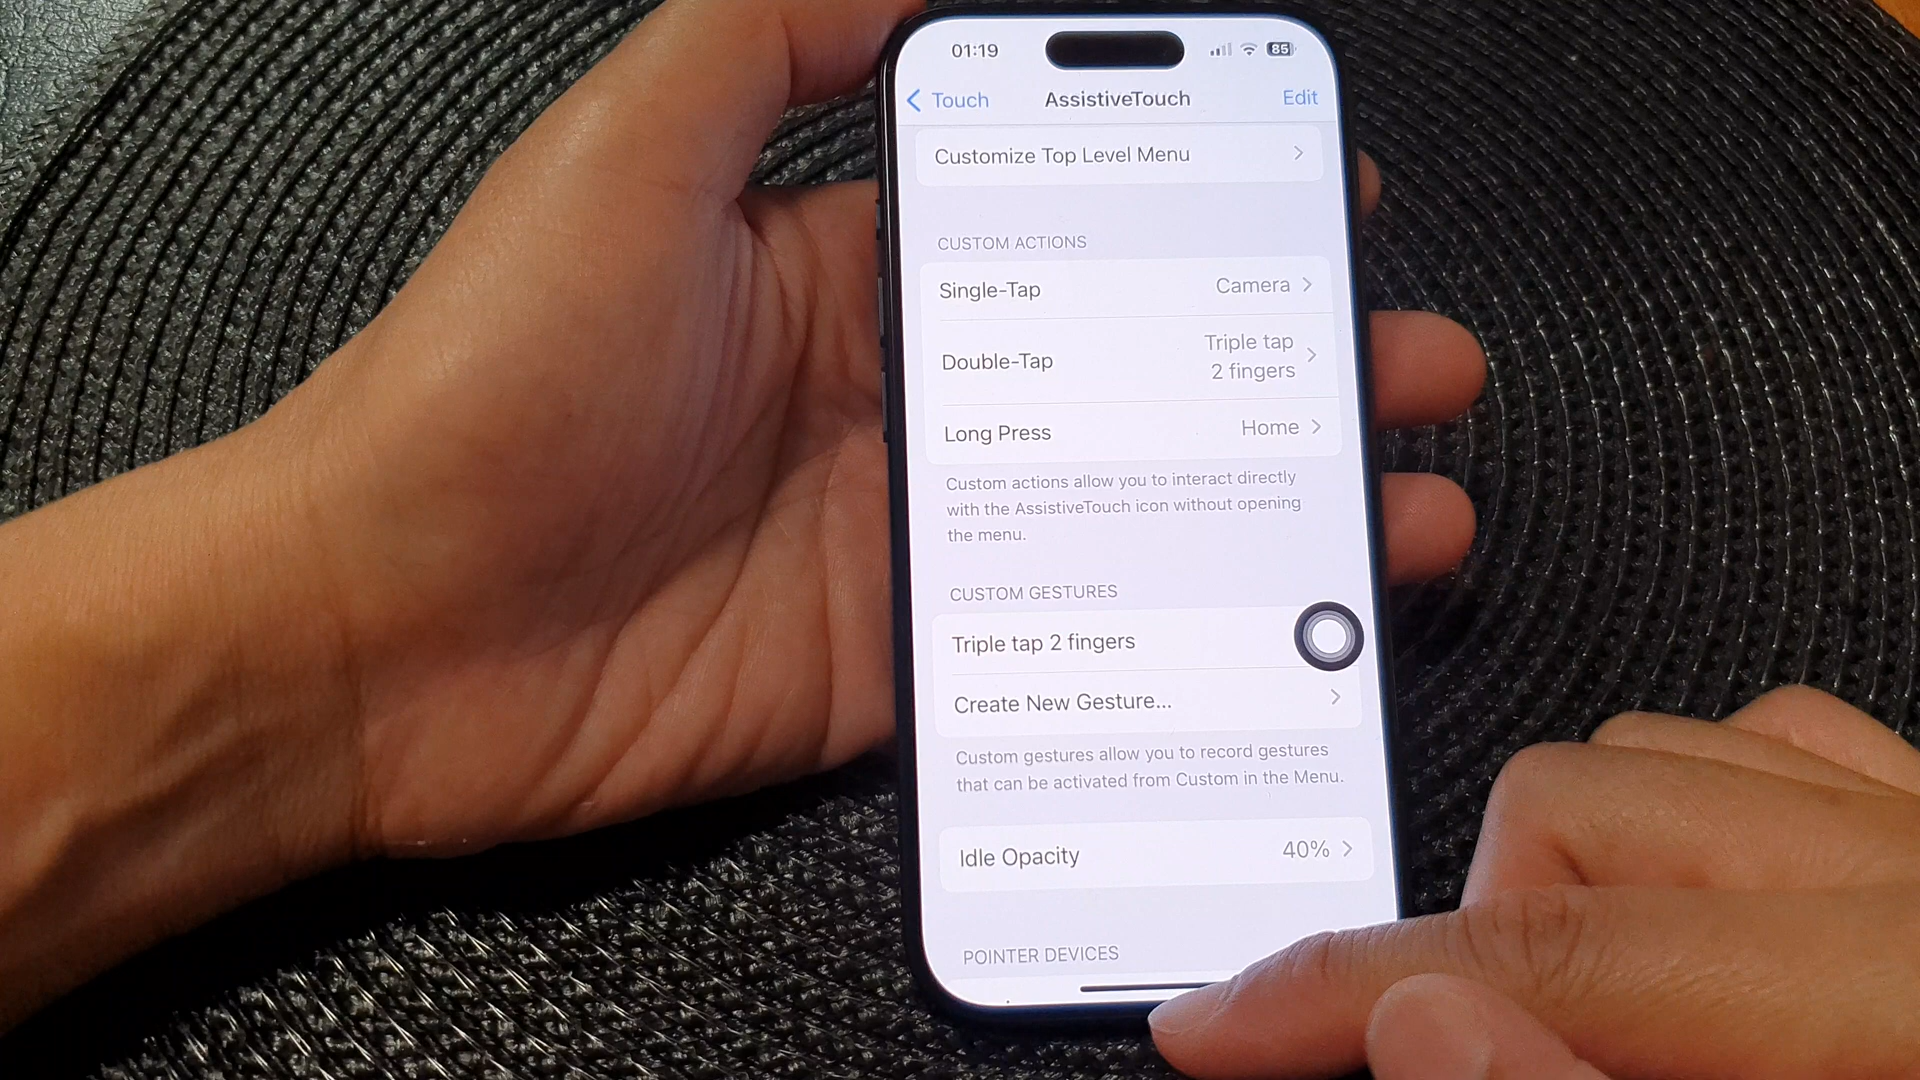 01:19
85
Touch
AssistiveTouch
Edit
Customize Top Level Menu
CUSTOM ACTIONS
Single-Tap
Camera
Double-Tap
Triple tap
2 fingers
Long Press
Home
Custom actions allow you to interact directly
with the AssistiveTouch icon without opening
the menu.
CUSTOM GESTURES
Triple tap 2 fingers
Create New Gesture...
Custom gestures allow you to record gestures
that can be activated from Custom in the Menu.
Idle Opacity
40%
POINTER DEVICES